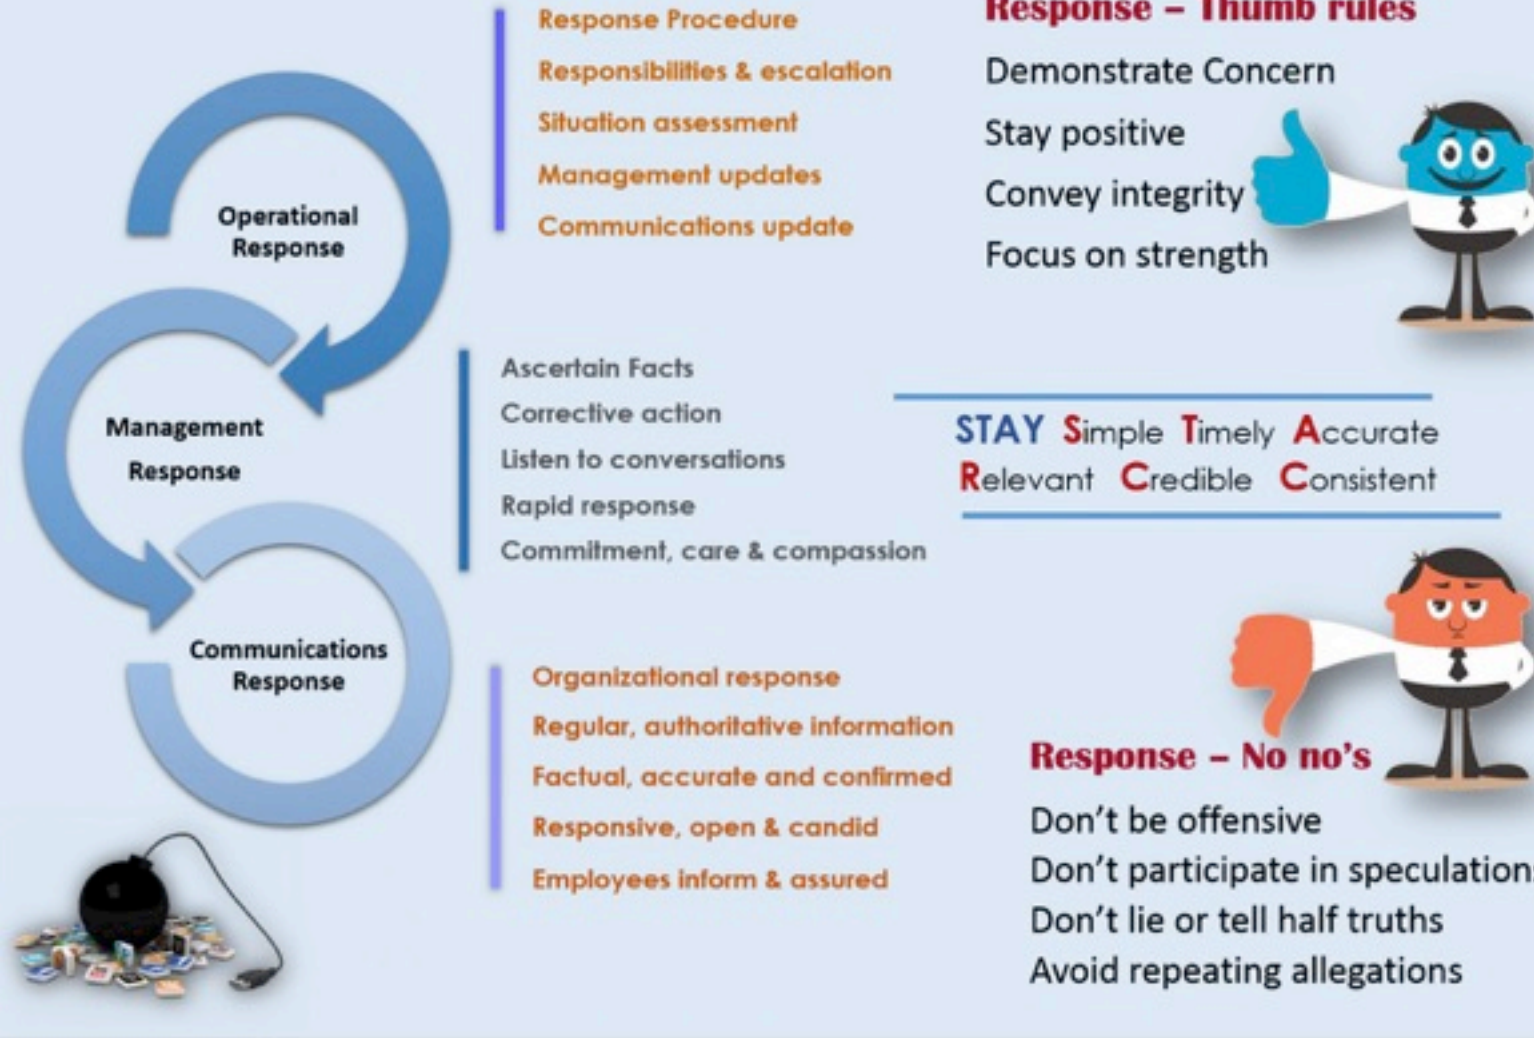 Operational
Response
Response Procedure
Responsibilities & escalation
Situation assessment
Management updates
Communications update
Management
Response
Ascertain Facts
Corrective action
Listen to conversations
Rapid response
Commitment, care & compassion
Communications
Response
Organizational response
Regular, authoritative information
Factual, accurate and confirmed
Responsive, open & candid
Employees inform & assured
Response – Thumb rules
Demonstrate Concern
Stay positive
Convey integrity
Focus on strength
STAY Simple Timely Accurate
Relevant Credible Consistent
Response – No no's
Don't be offensive
Don't participate in speculations
Don't lie or tell half truths
Avoid repeating allegations